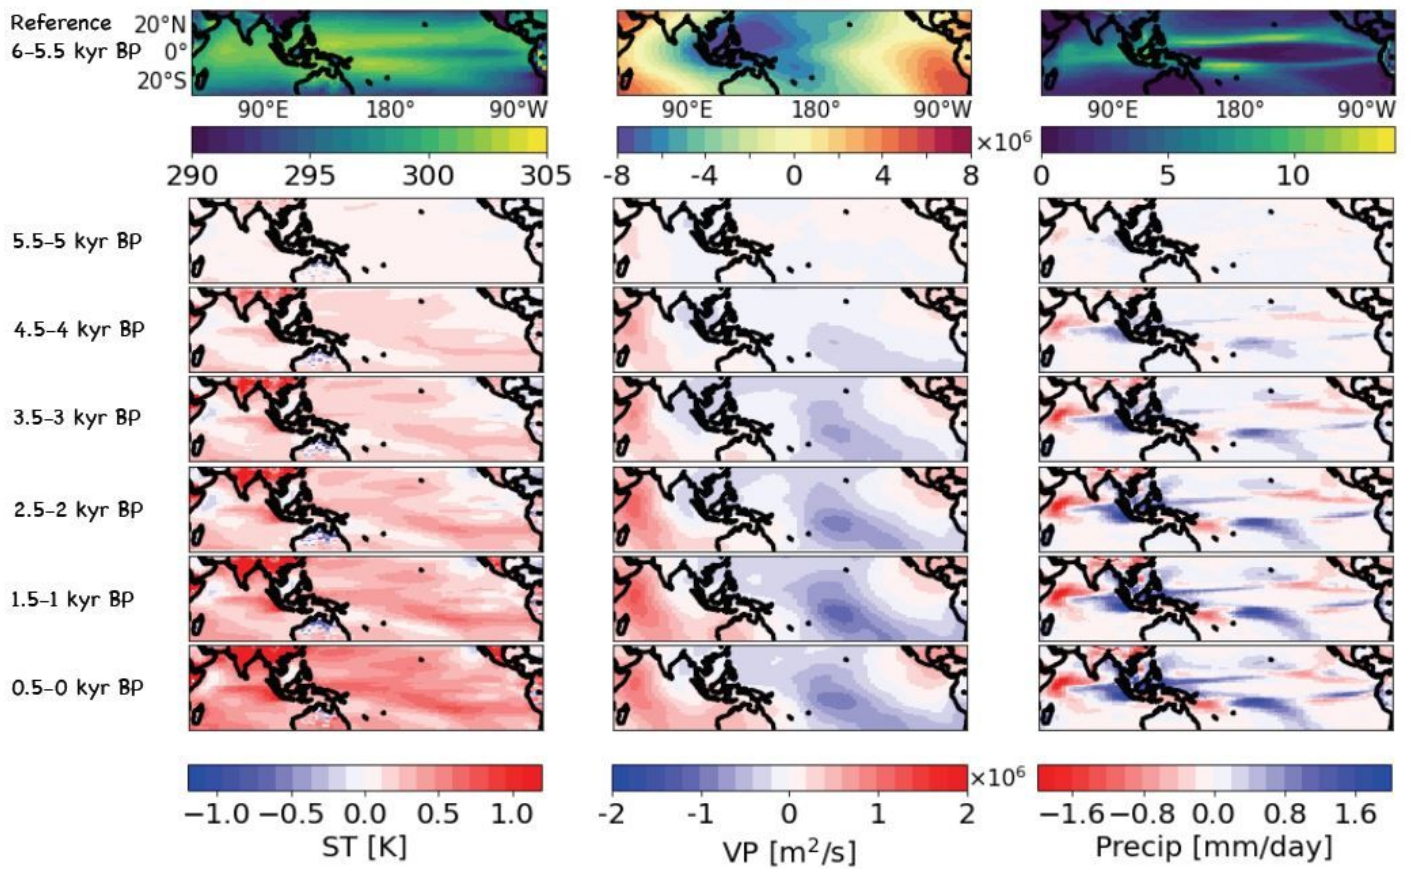 Reference
6–5.5 kyr BP
20°N
0°
20°S
90°E 180° 90°W
90°E 180° 90°W
90°E 180° 90°W
290 295 300 305
-8 -4 0 4 8 ×10⁶
0 5 10
5.5–5 kyr BP
4.5–4 kyr BP
3.5–3 kyr BP
2.5–2 kyr BP
1.5–1 kyr BP
0.5–0 kyr BP
−1.0 −0.5 0.0 0.5 1.0
ST [K]
-2 -1 0 1 2 ×10⁶
VP [m²/s]
−1.6 −0.8 0.0 0.8 1.6
Precip [mm/day]